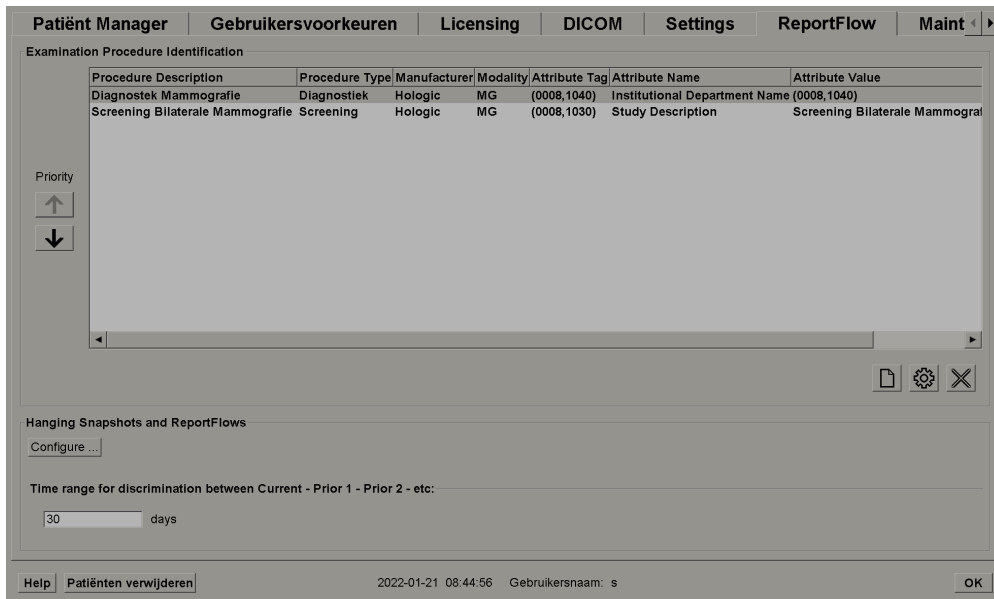 Patiënt Manager Gebruikersvoorkeuren Licensing DICOM Settings ReportFlow Maint
Examination Procedure Identification
Procedure Description Procedure Type Manufacturer Modality Attribute Tag Attribute Name Attribute Value
Diagnostek Mammografie Diagnostiek Hologic MG (0008,1040) Institutional Department Name (0008,1040)
Screening Bilaterale Mammografie Screening Hologic MG (0008,1030) Study Description Screening Bilaterale Mammograf
Priority
Hanging Snapshots and ReportFlows
Configure ...
Time range for discrimination between Current - Prior 1 - Prior 2 - etc:
30 days
Help Patiënten verwijderen 2022-01-21 08:44:56 Gebruikersnaam: s OK